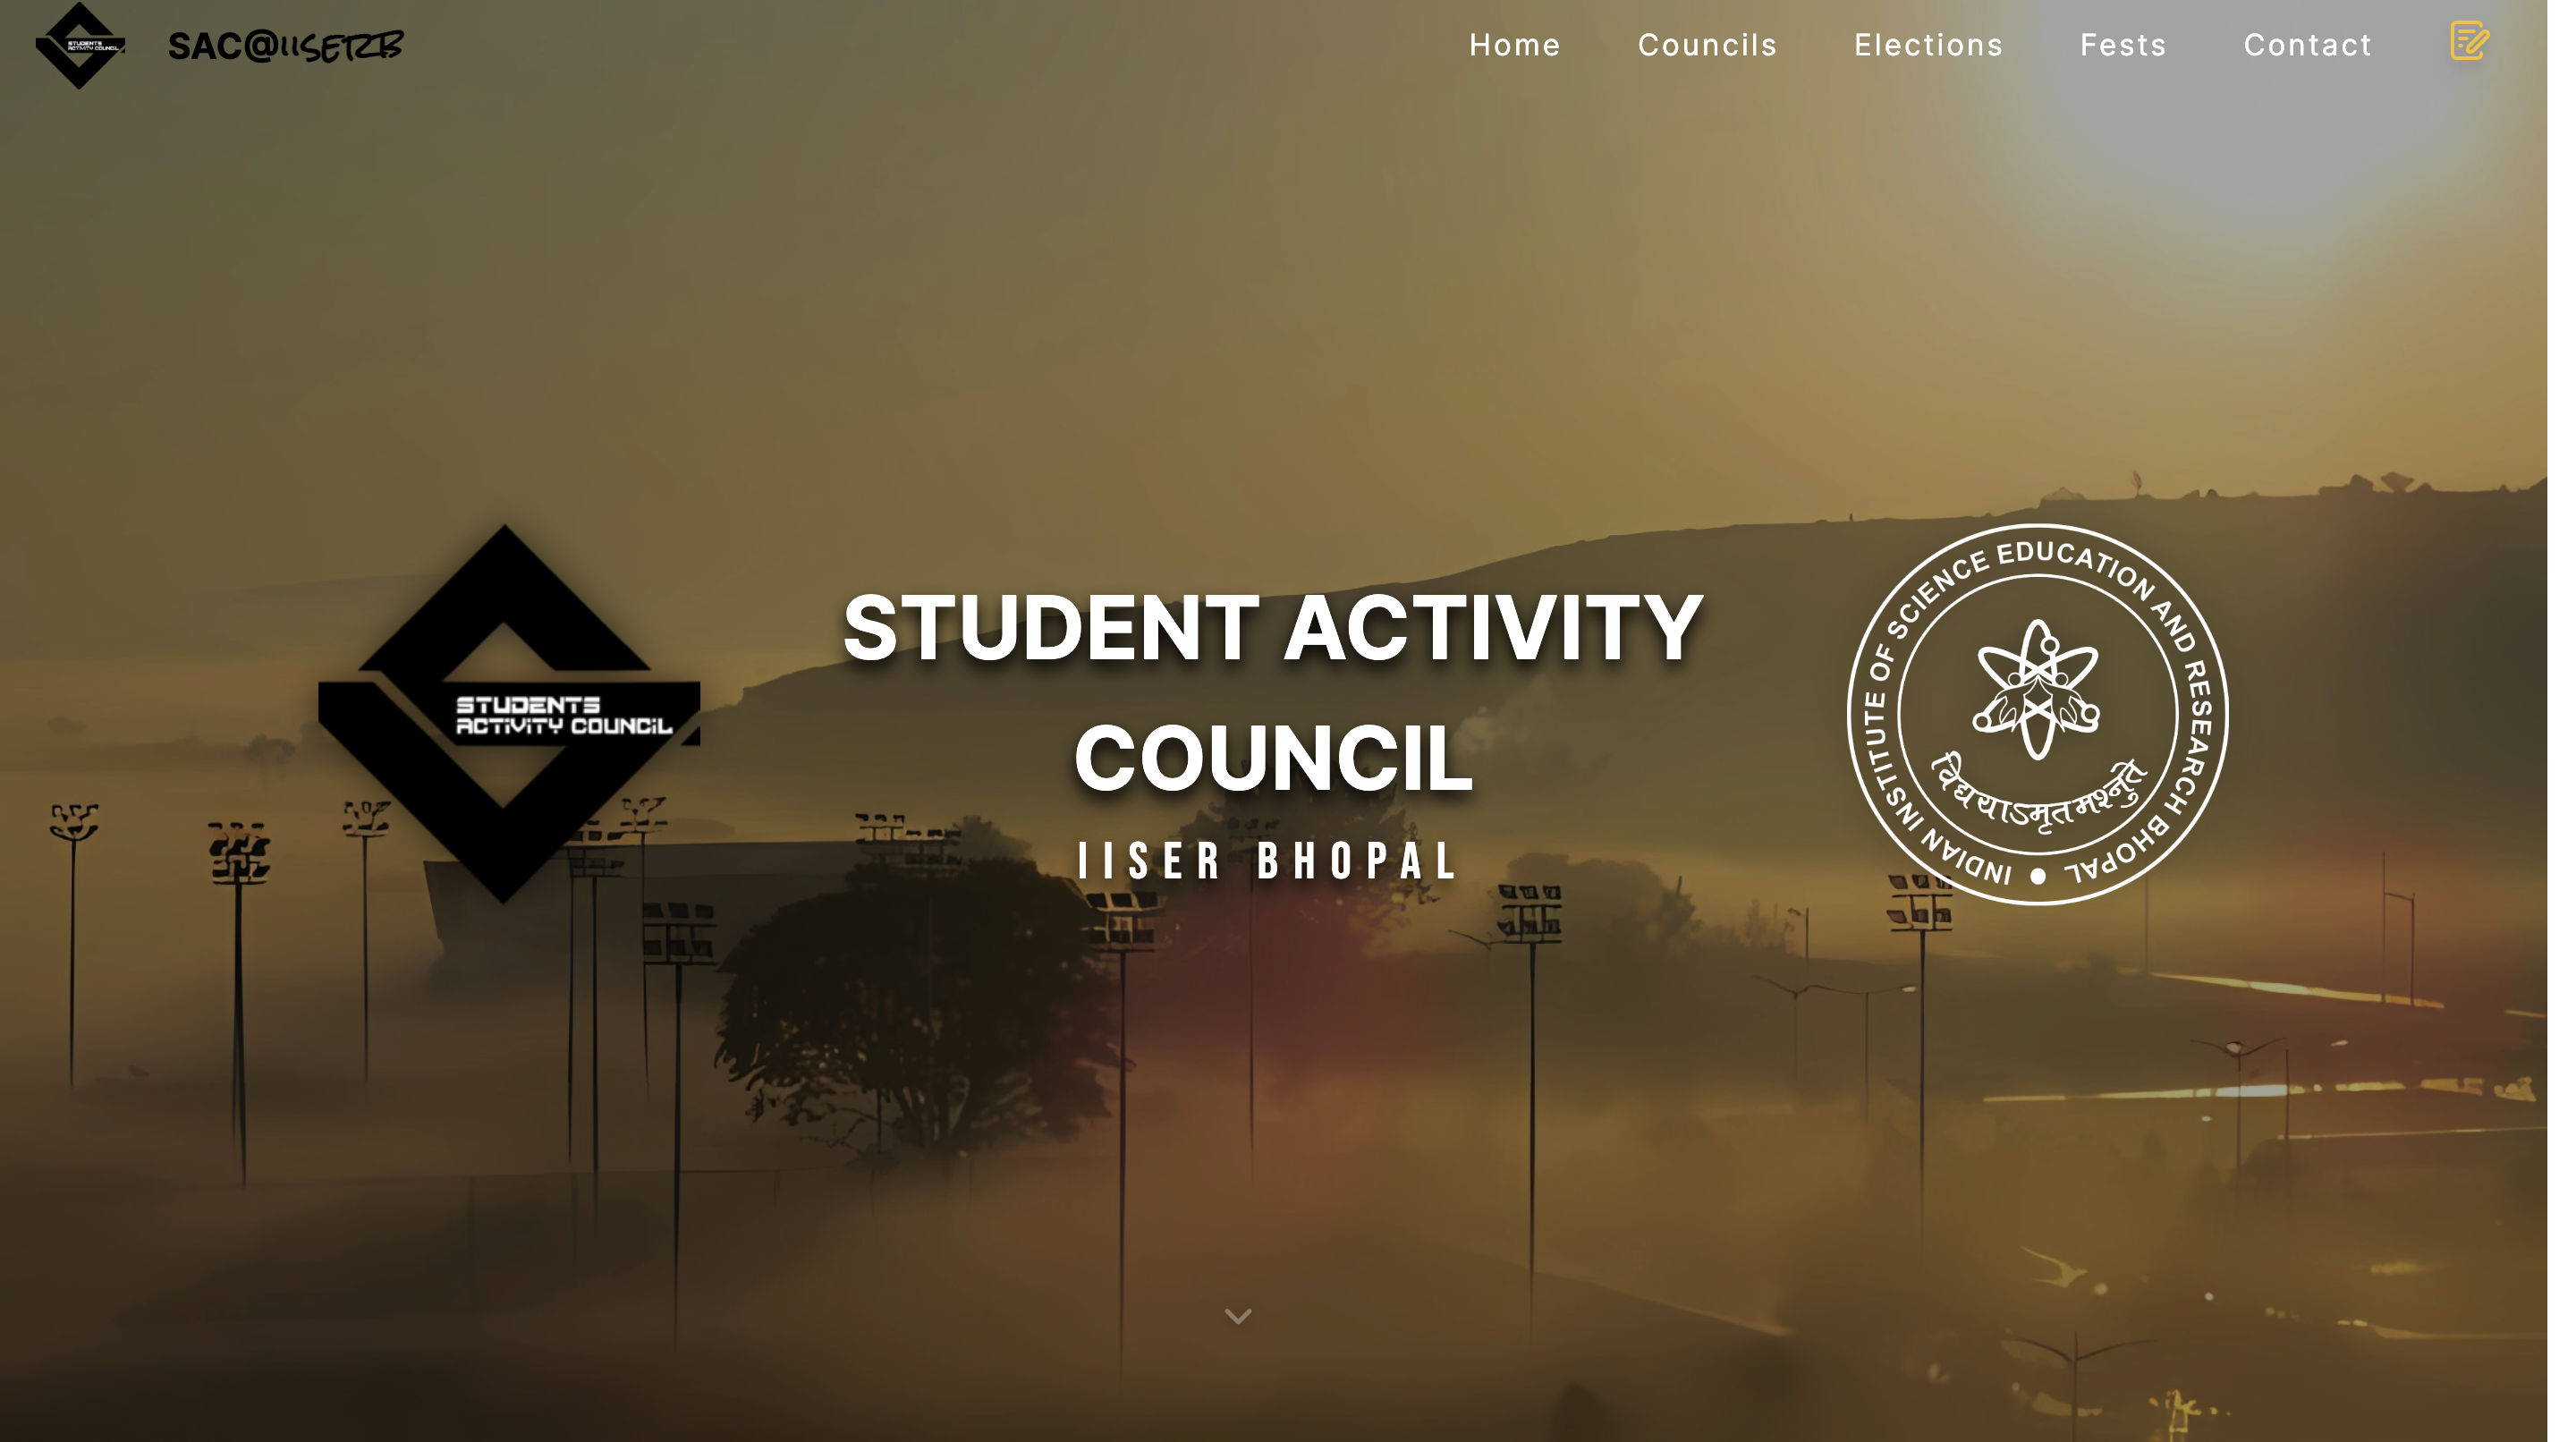 STUDENTS
ACTIVITY COUNCIL
SAC@IISERB
Home
Councils
Elections
Fests
Contact
STUDENTS
ACTIVITY COUNCIL
STUDENT ACTIVITY
COUNCIL
IISER BHOPAL
INDIAN INSTITUTE OF SCIENCE EDUCATION AND RESEARCH BHOPAL
विद्ययाऽमृतमश्नुते